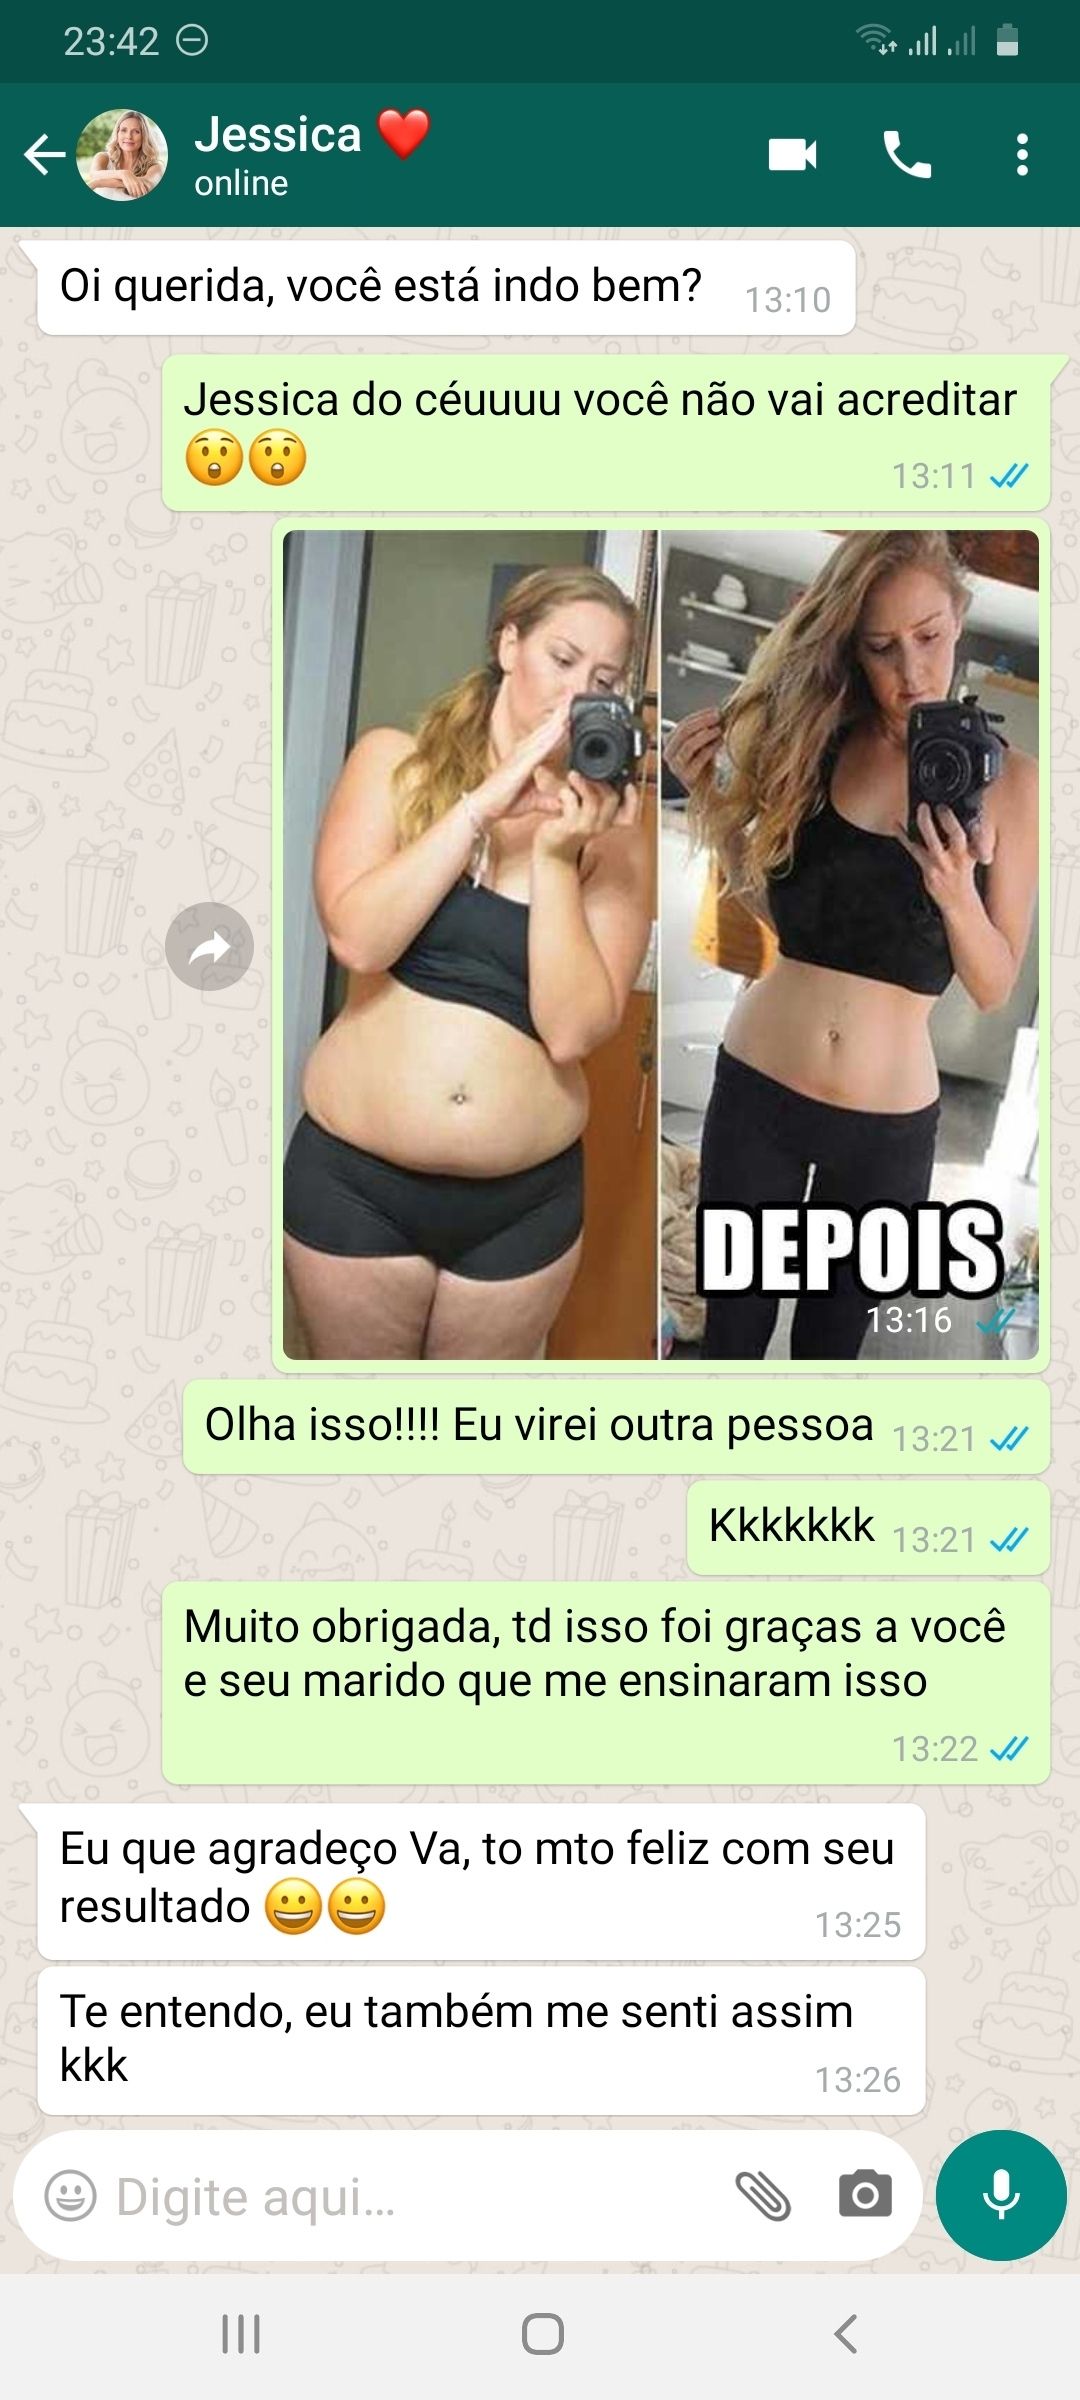 23:42
Jessica ❤️
online
Oi querida, você está indo bem? 13:10
Jessica do céuuuu você não vai acreditar
😲😲 13:11
DEPOIS
13:16
Olha isso!!!! Eu virei outra pessoa 13:21
Kkkkkkk 13:21
Muito obrigada, td isso foi graças a você
e seu marido que me ensinaram isso
13:22
Eu que agradeço Va, to mto feliz com seu
resultado 😀😀 13:25
Te entendo, eu também me senti assim
kkk 13:26
Digite aqui...